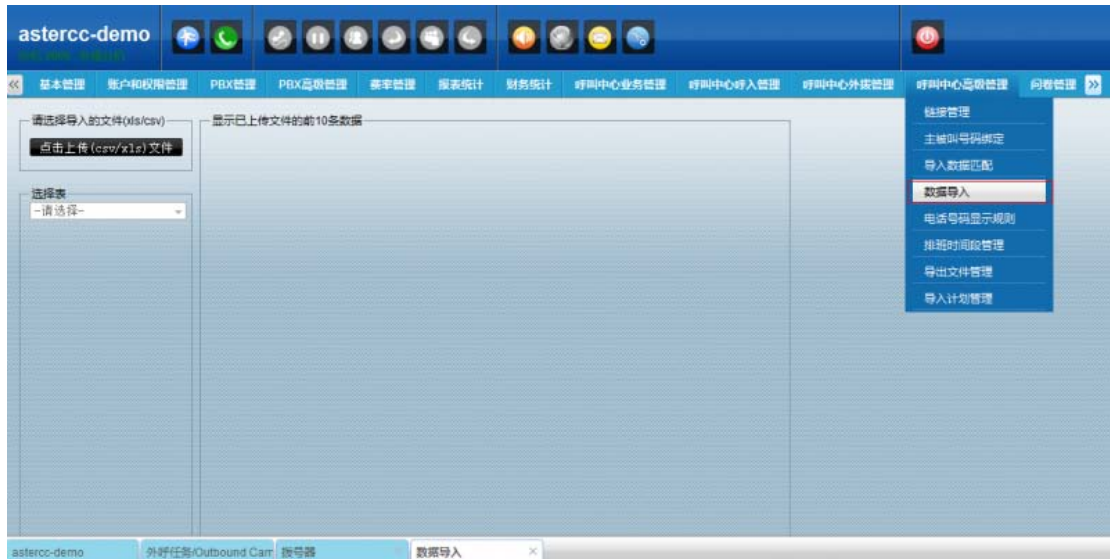 astercc-demo
基本管理 账户和权限管理 PBX管理 PBX高级管理 费率管理 报表统计 财务统计 呼叫中心业务管理 呼叫中心呼入管理 呼叫中心外拨管理 呼叫中心高级管理 问卷管理
请选择导入的文件(xls/csv)
点击上传(csv/xls)文件
选择表
-请选择-
显示已上传文件的前10条数据
链接管理
主被叫号码绑定
导入数据匹配
数据导入
电话号码显示规则
排班时间段管理
导出文件管理
导入计划管理
astercc-demo 外呼任务/Outbound Cam 拨号器 数据导入